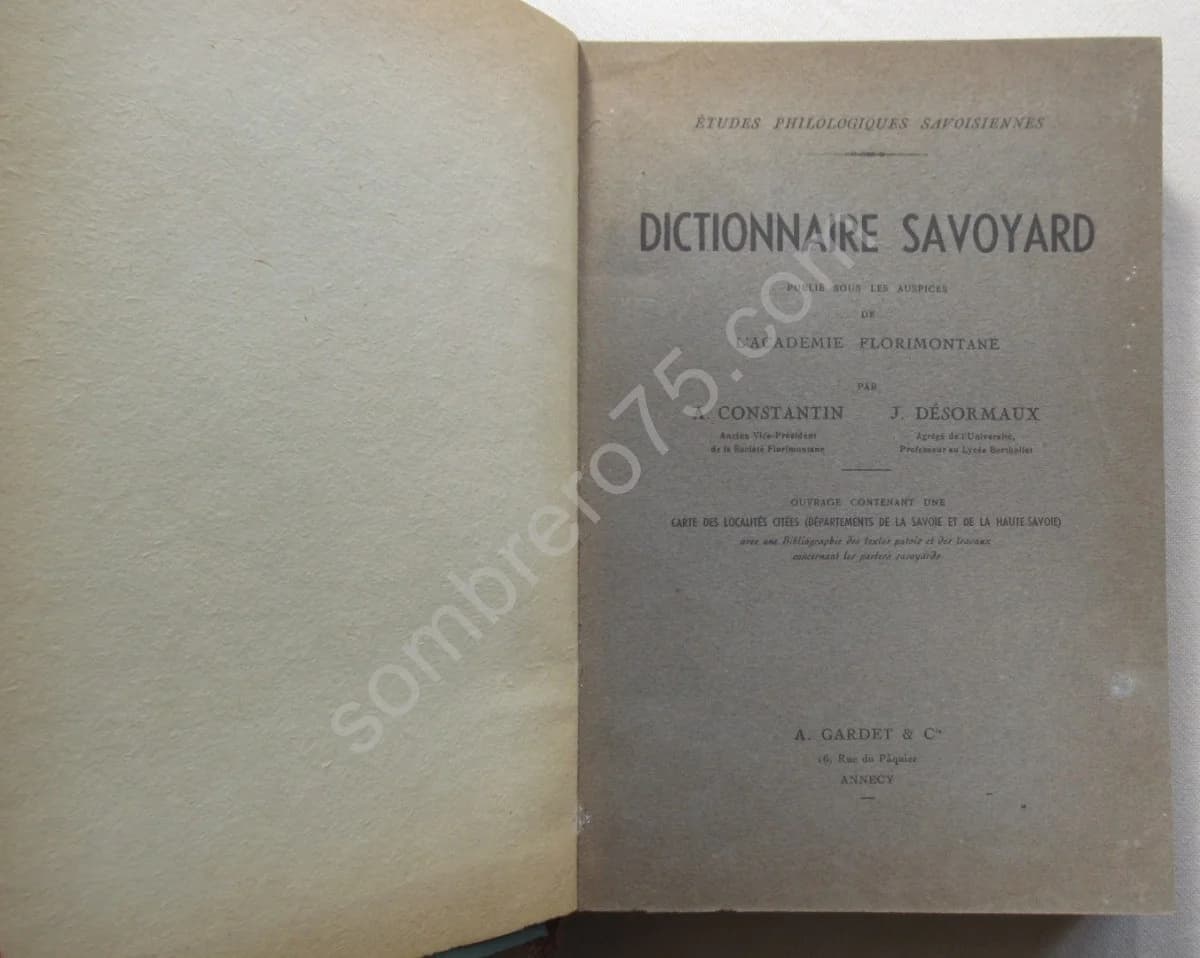 ÉTUDES PHILOLOGIQUES SAVOISIENNES
DICTIONNAIRE SAVOYARD
PUBLIÉ SOUS LES AUSPICES
DE
L'ACADÉMIE FLORIMONTANE
PAR
A. CONSTANTIN J. DÉSORMAUX
Ancien Vice-Président Agrégé de l'Université,
de la Société Florimontane Professeur au Lycée Berthollet
OUVRAGE CONTENANT UNE
CARTE DES LOCALITÉS CITÉES (DÉPARTEMENTS DE LA SAVOIE ET DE LA HAUTE-SAVOIE)
avec une Bibliographie des textes patois et des travaux
concernant les parlers savoyards
A. GARDET & Cie
16, Rue du Pâquier
ANNECY
sombrero75.com